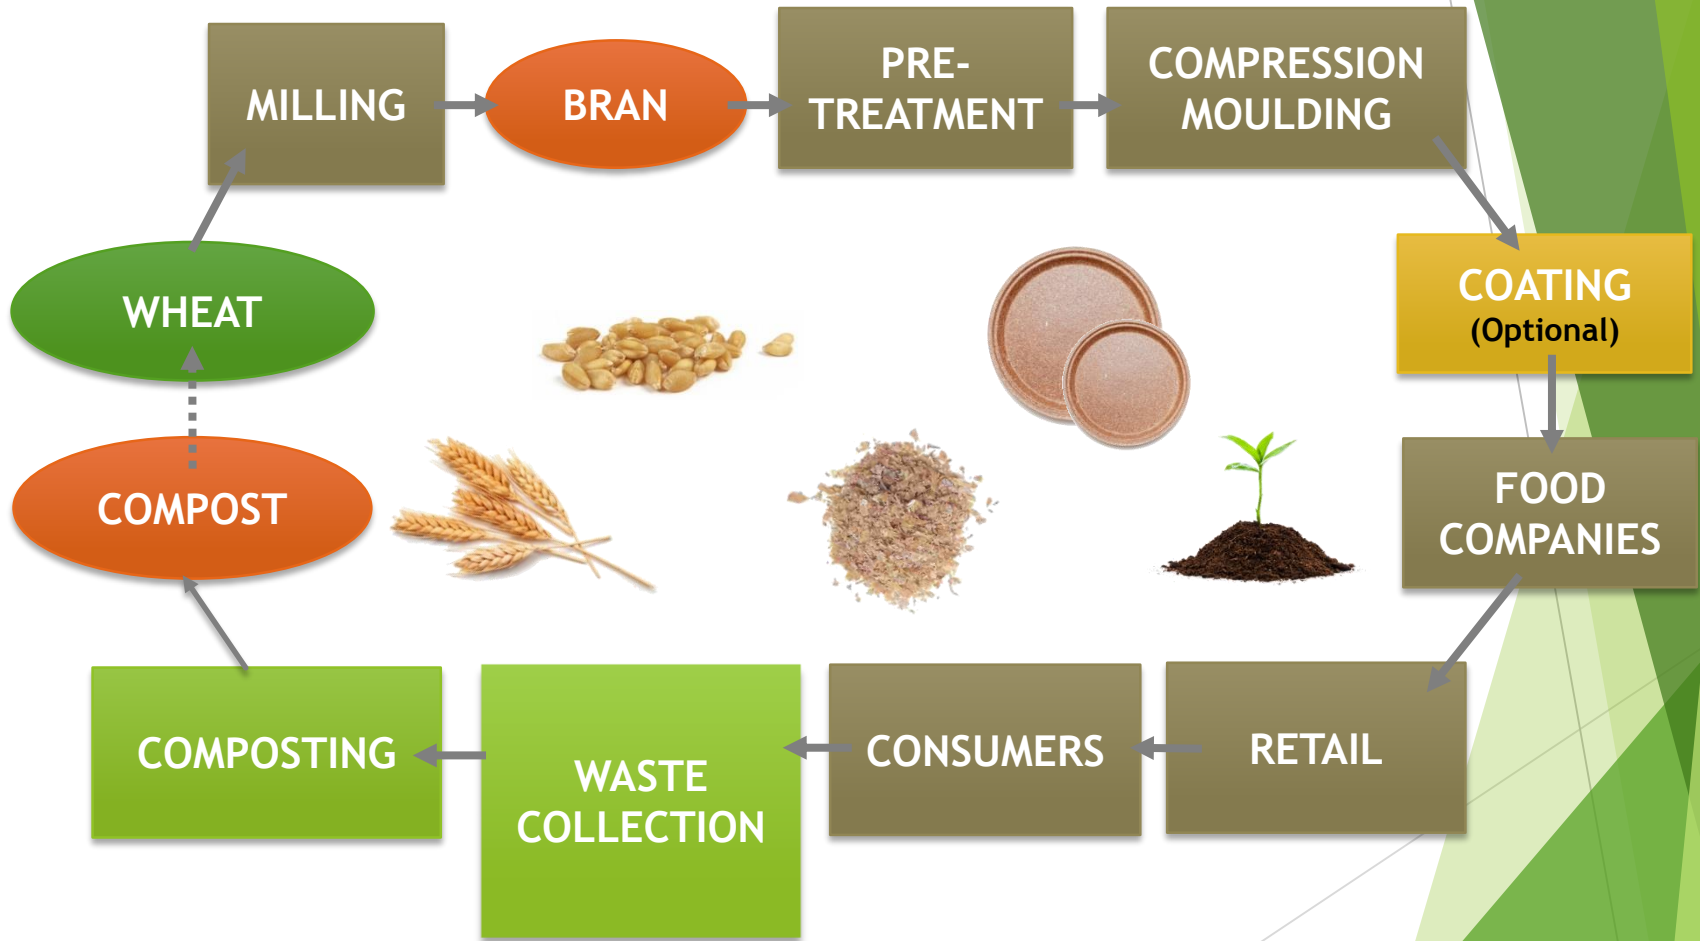 MILLING
BRAN
PRE-
TREATMENT
COMPRESSION
MOULDING
COATING
(Optional)
FOOD
COMPANIES
RETAIL
CONSUMERS
WASTE
COLLECTION
COMPOSTING
COMPOST
WHEAT